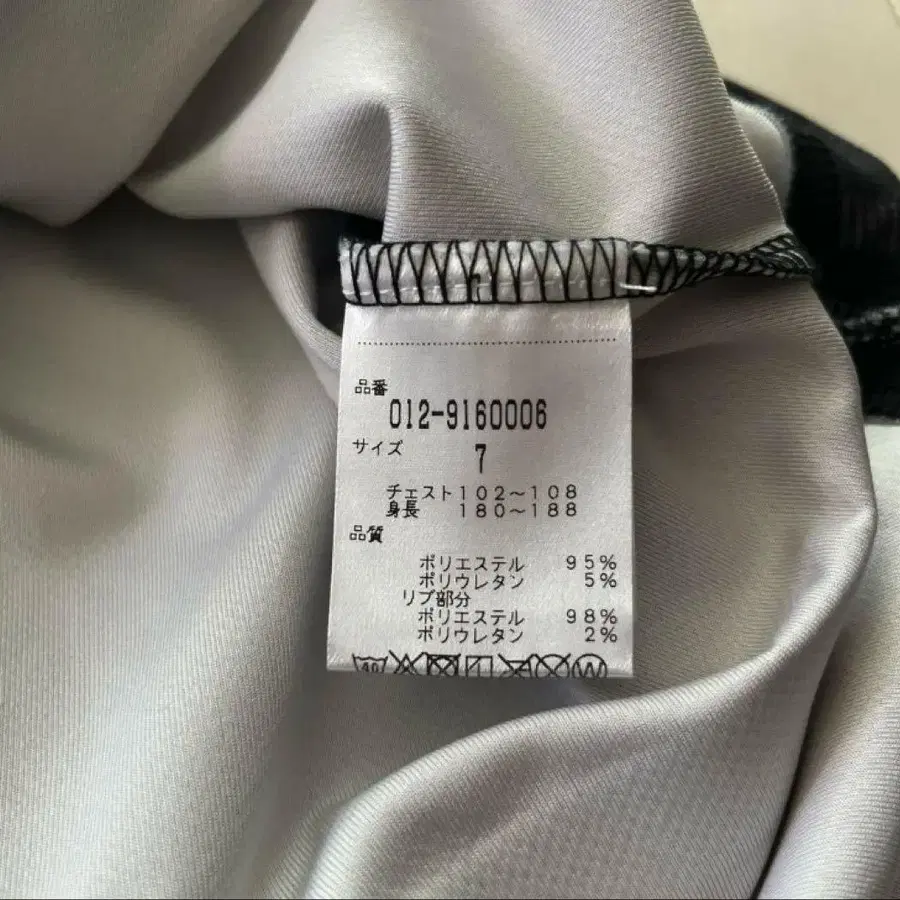 品番
012-9160006
サイズ
7
チェスト102～108
身長 180～188
品質
ポリエステル 95%
ポリウレタン 5%
リブ部分
ポリエステル 98%
ポリウレタン 2%
40 W